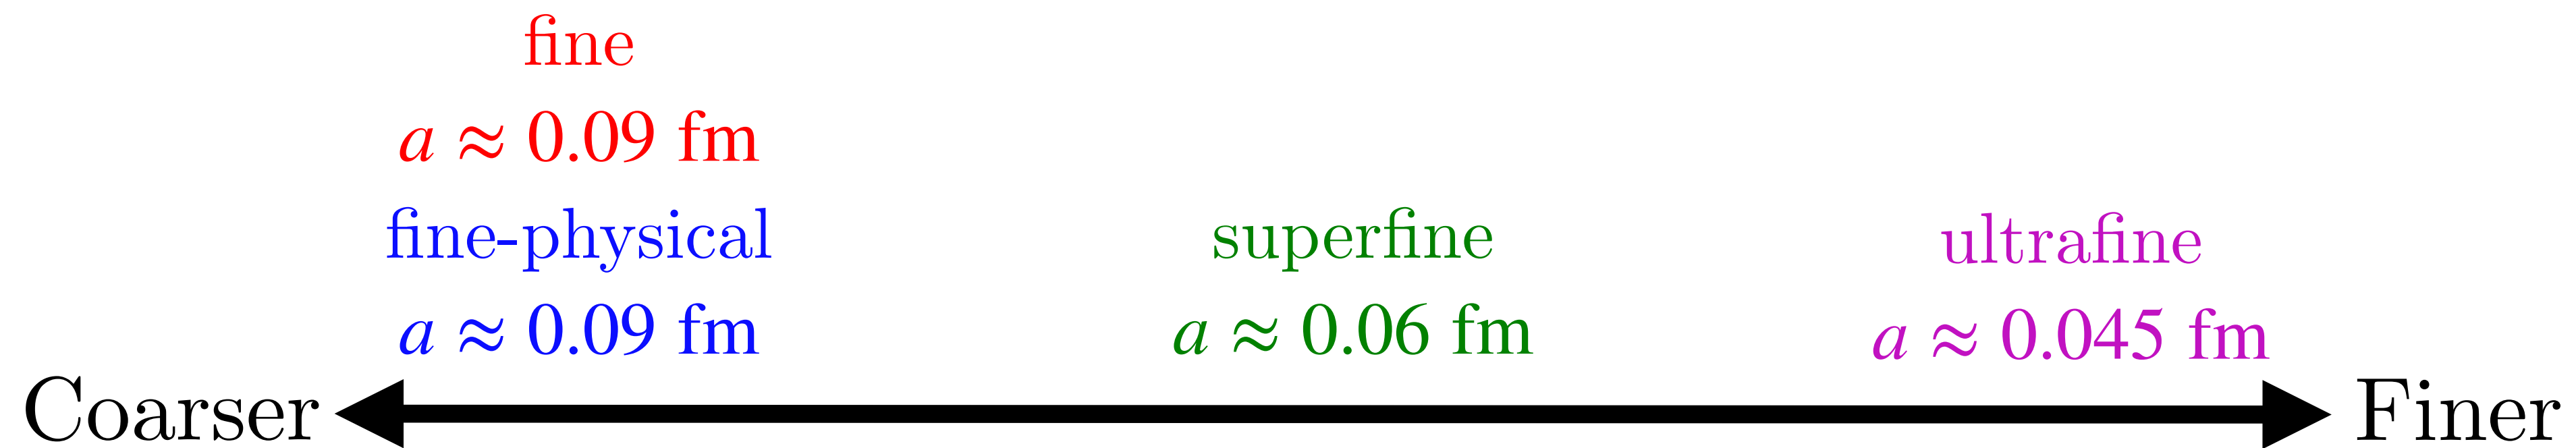 fine
a ≈ 0.09 fm
fine-physical
a ≈ 0.09 fm
superfine
a ≈ 0.06 fm
ultrafine
a ≈ 0.045 fm
Coarser
Finer